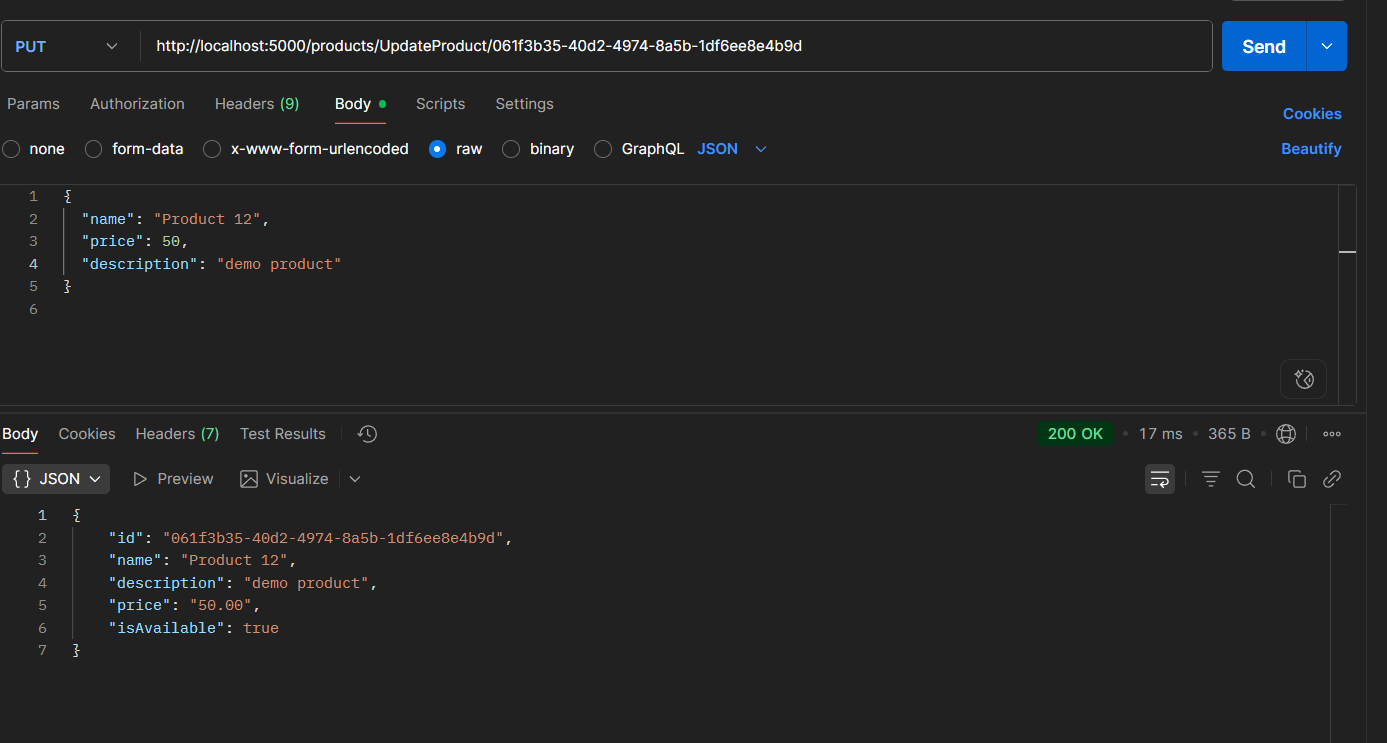 PUT http://localhost:5000/products/UpdateProduct/061f3b35-40d2-4974-8a5b-1df6ee8e4b9d Send
Params Authorization Headers (9) Body Scripts Settings Cookies
none form-data x-www-form-urlencoded raw binary GraphQL JSON Beautify
1 {
2 "name": "Product 12",
3 "price": 50,
4 "description": "demo product"
5 }
6
Body Cookies Headers (7) Test Results 200 OK • 17 ms • 365 B •
{} JSON Preview Visualize
1 {
2 "id": "061f3b35-40d2-4974-8a5b-1df6ee8e4b9d",
3 "name": "Product 12",
4 "description": "demo product",
5 "price": "50.00",
6 "isAvailable": true
7 }